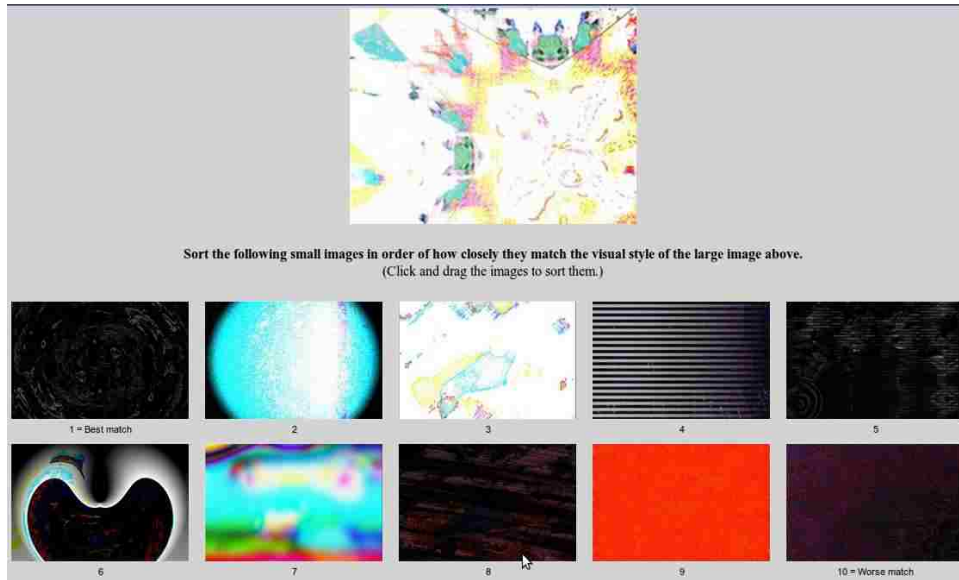 Sort the following small images in order of how closely they match the visual style of the large image above.
(Click and drag the images to sort them.)
1 = Best match
2
3
4
5
6
7
8
9
10 = Worse match